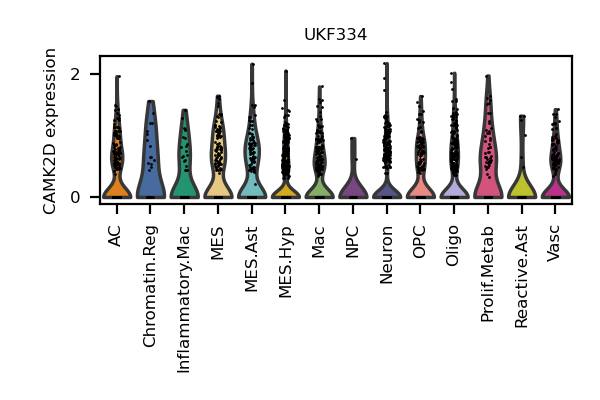 UKF334
CAMK2D expression
2
0
AC
Chromatin.Reg
Inflammatory.Mac
MES
MES.Ast
MES.Hyp
Mac
NPC
Neuron
OPC
Oligo
Prolif.Metab
Reactive.Ast
Vasc